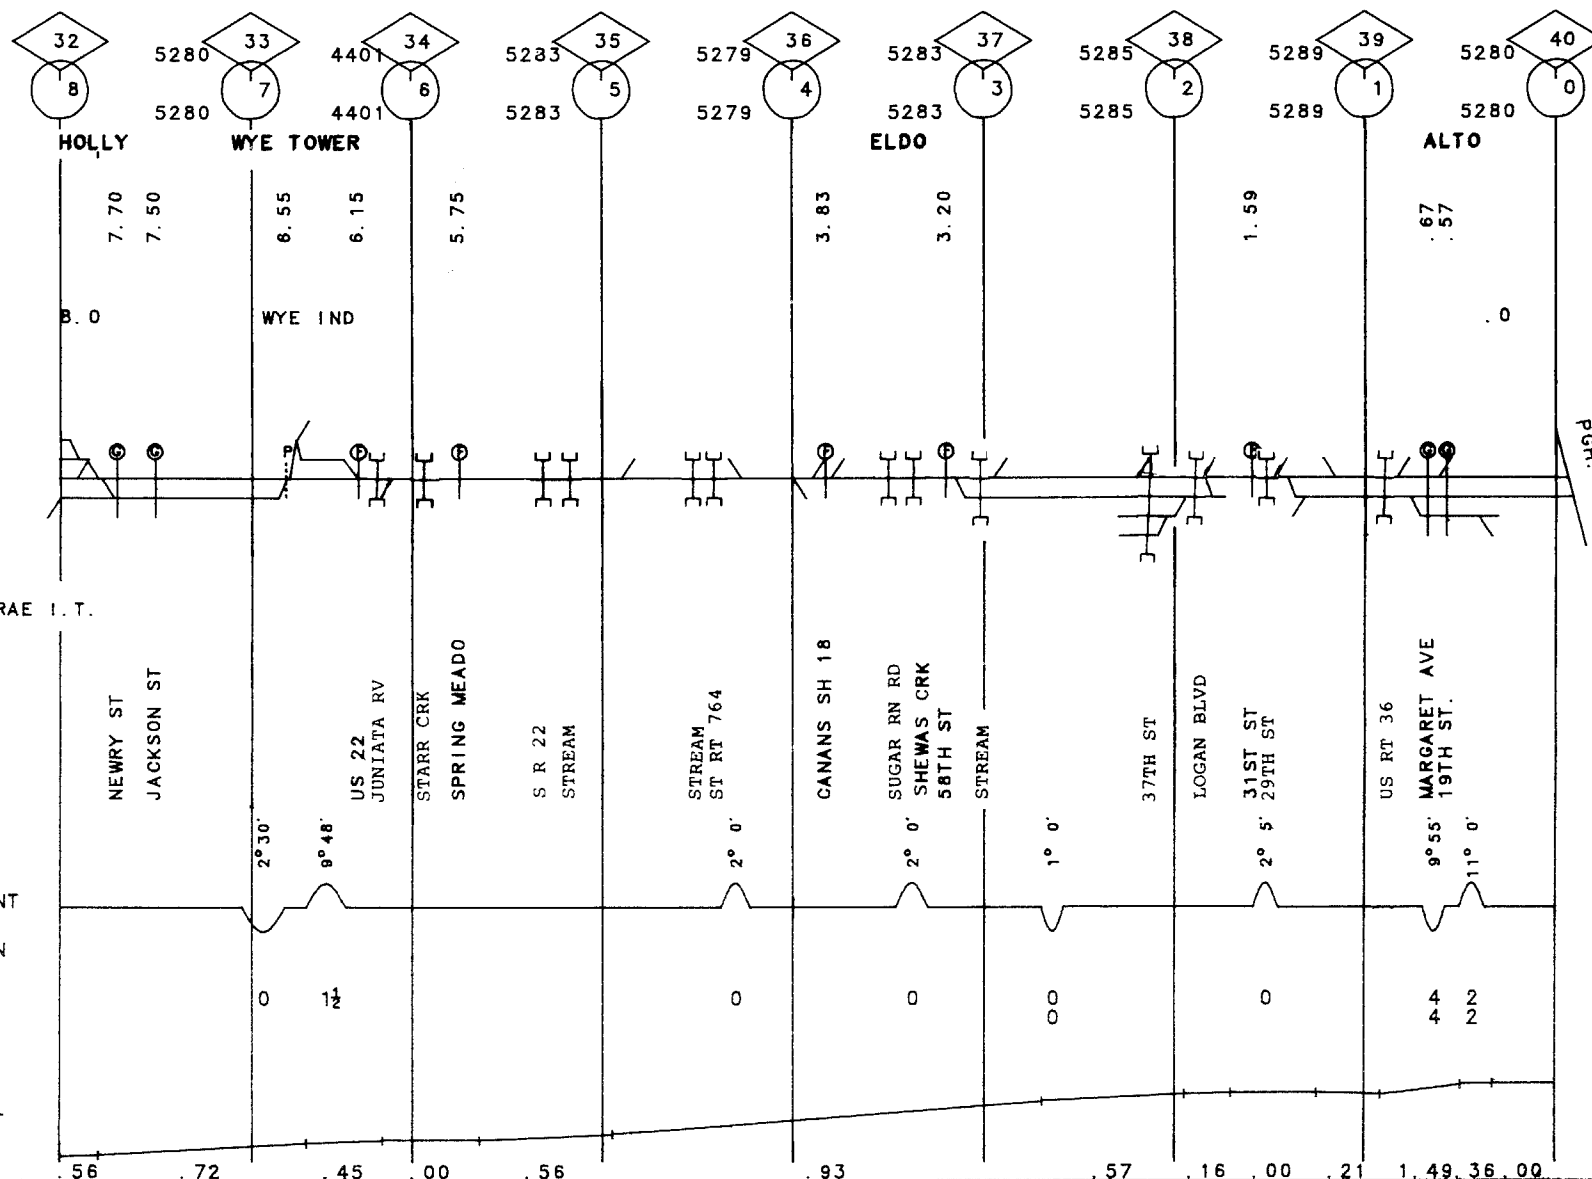 32 33 34 35 36 37 38 39 40
5280 4401 5283 5279 5283 5285 5289 5280
8 7 6 5 4 3 2 1 0
5280 4401 5283 5279 5283 5285 5289 5280
HOLLY WYE TOWER ELDO ALTO
7.70 7.50 6.55 6.15 5.75 3.83 3.20 1.59 .67 .57
8.0 WYE IND .0
G G P F F F F F G G
PGH.
RAE I.T.
NEWRY ST
JACKSON ST
US 22
JUNIATA RV
STARR CRK
SPRING MEADO
S R 22
STREAM
STREAM
ST RT 764
CANANS SH 18
SUGAR RN RD
SHEWAS CRK
58TH ST
STREAM
37TH ST
LOGAN BLVD
31ST ST
29TH ST
US RT 36
MARGARET AVE
19TH ST.
2°30' 9°48' 2° 0' 2° 0' 1° 0' 2° 5' 9°55' 11° 0'
NT
N
0 1½ 0 0 0 0 4 2
0 4 2
.56 .72 .45 .00 .56 .93 .57 .16 .00 .21 1.49 .36 .00